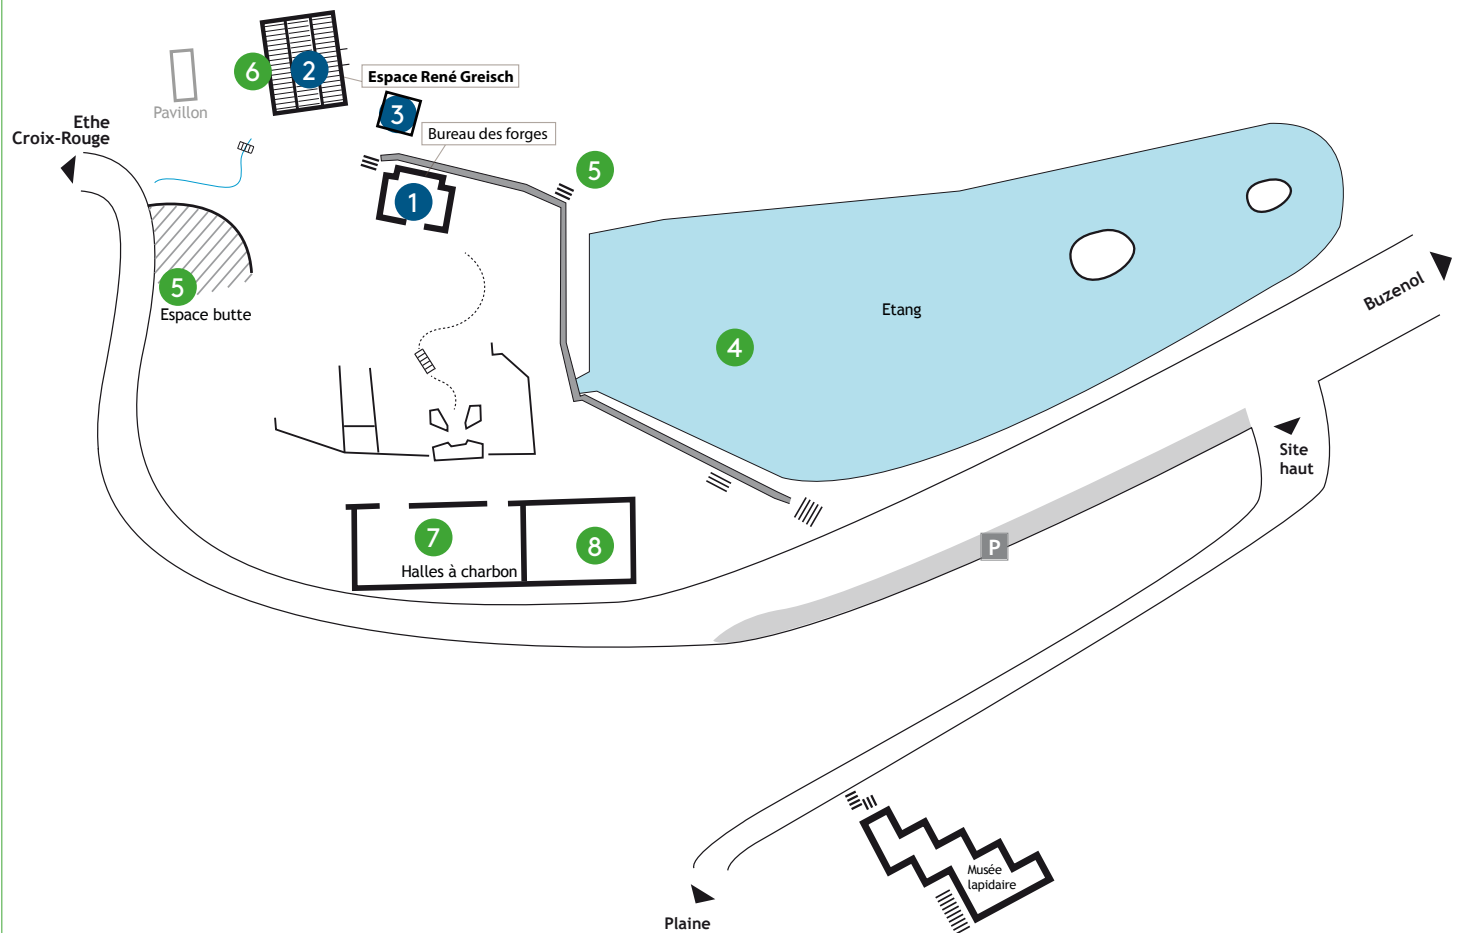 6
2
Espace René Greisch
Pavillon
3
Ethe
Croix-Rouge
Bureau des forges
5
1
5
Espace butte
Etang
4
Buzenol
Site
haut
7
8
Halles à charbon
P
Musée
lapidaire
Plaine